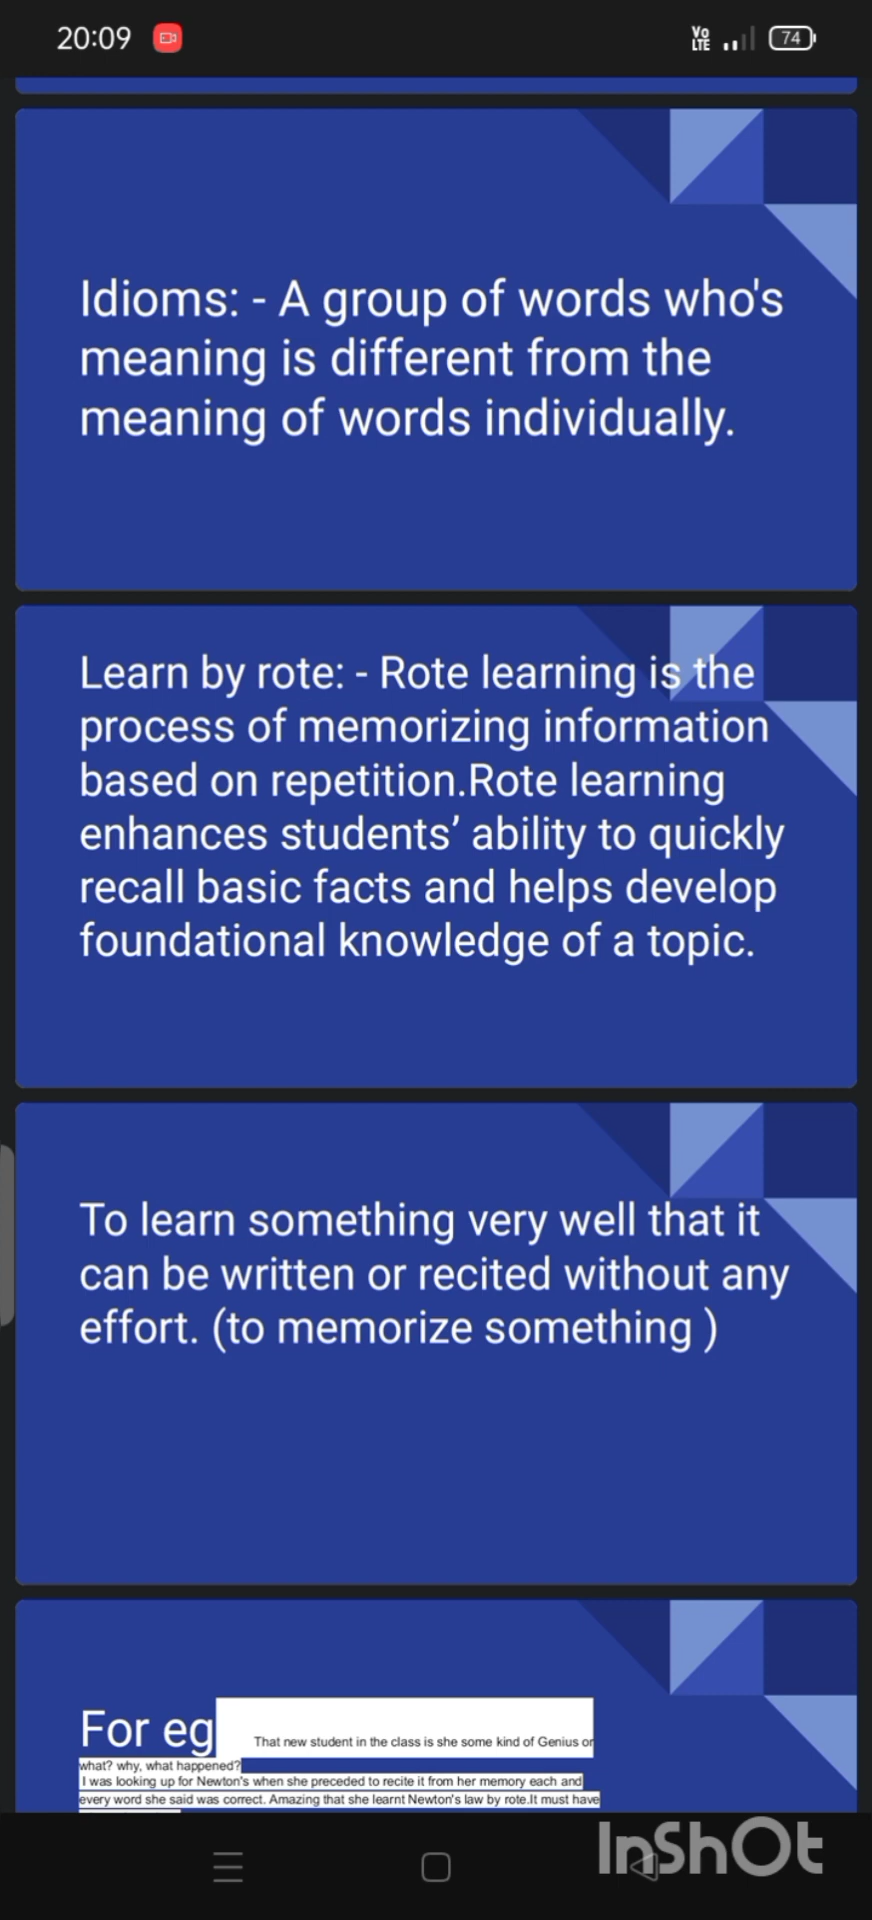 20:09
Vo
LTE
74
Idioms: - A group of words who's
meaning is different from the
meaning of words individually.
Learn by rote: - Rote learning is the
process of memorizing information
based on repetition.Rote learning
enhances students’ ability to quickly
recall basic facts and helps develop
foundational knowledge of a topic.
To learn something very well that it
can be written or recited without any
effort. (to memorize something )
For eg That new student in the class is she some kind of Genius or
what? why, what happened?
I was looking up for Newton's when she preceded to recite it from her memory each and
every word she said was correct. Amazing that she learnt Newton's law by rote.It must have
InShOt